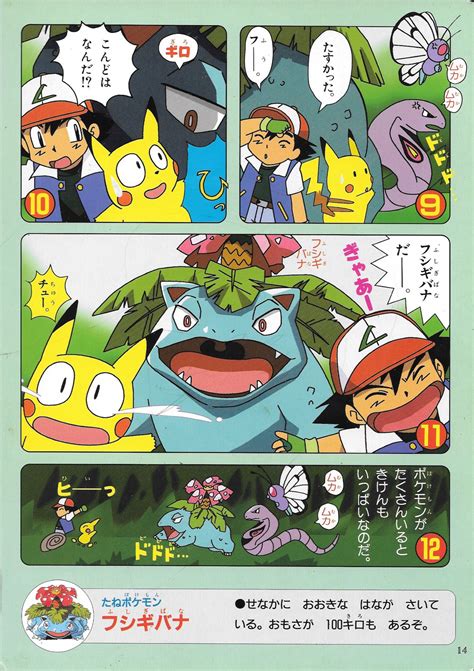 ムカ
ムカ
たすかった。
フーー。
ドドド…
9
こんどは
なんだ!?
ギロ
ひっ
10
フシギバナ
だー。
ぎゃあー
フシギ
バナ
チュー。
11
ポケモンが
たくさんいると
きけんも
いっぱいなのだ。
ムカ
ムカ
ドドド…
ヒーーっ
12
たねポケモン
フシギバナ
●せなかに おおきな はなが さいて
いる。おもさが 100キロも あるぞ。
14